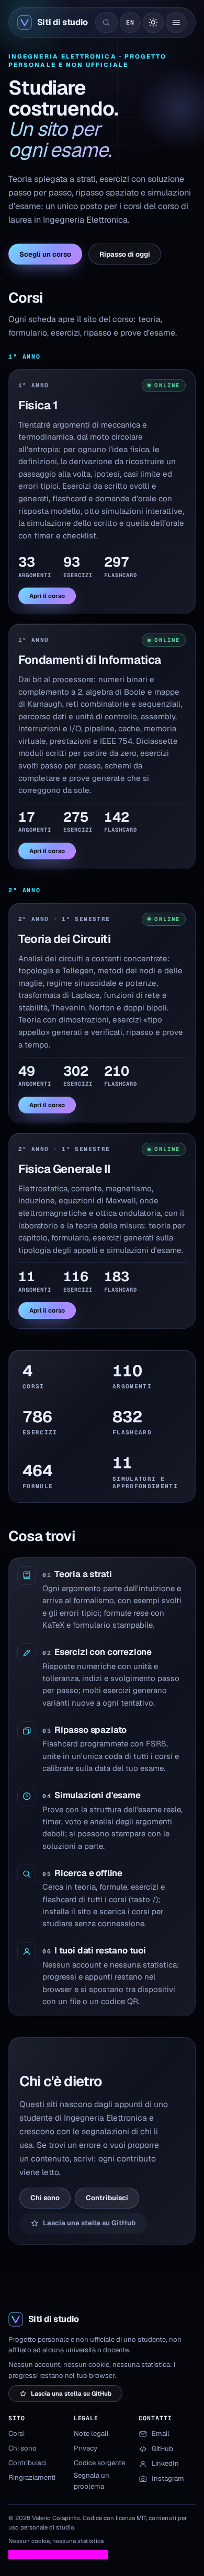 Siti di studio
EN
INGEGNERIA ELETTRONICA · PROGETTO
PERSONALE E NON UFFICIALE
Studiare
costruendo.
Un sito per
ogni esame.
Teoria spiegata a strati, esercizi con soluzione
passo per passo, ripasso spaziato e simulazioni
d'esame: un unico posto per i corsi del corso di
laurea in Ingegneria Elettronica.
Scegli un corso
Ripasso di oggi
Corsi
Ogni scheda apre il sito del corso: teoria,
formulario, esercizi, ripasso e prove d'esame.
1° ANNO
1° ANNO
ONLINE
Fisica 1
Trentatré argomenti di meccanica e
termodinamica, dal moto circolare
all'entropia: per ognuno l'idea fisica, le
definizioni, la derivazione da ricostruire un
passaggio alla volta, ipotesi, casi limite ed
errori tipici. Esercizi da scritto svolti e
generati, flashcard e domande d'orale con
risposta modello, otto simulazioni interattive,
la simulazione dello scritto e quella dell'orale
con timer e checklist.
33
93
297
ARGOMENTI
ESERCIZI
FLASHCARD
Apri il corso
1° ANNO
ONLINE
Fondamenti di Informatica
Dai bit al processore: numeri binari e
complemento a 2, algebra di Boole e mappe
di Karnaugh, reti combinatorie e sequenziali,
percorso dati e unità di controllo, assembly,
interruzioni e I/O, pipeline, cache, memoria
virtuale, prestazioni e IEEE 754. Diciassette
moduli scritti per partire da zero, esercizi
svolti passo per passo, schemi da
completare e prove generate che si
correggono da sole.
17
275
142
ARGOMENTI
ESERCIZI
FLASHCARD
Apri il corso
2° ANNO
2° ANNO · 1° SEMESTRE
ONLINE
Teoria dei Circuiti
Analisi dei circuiti a costanti concentrate:
topologia e Tellegen, metodi dei nodi e delle
maglie, regime sinusoidale e potenze,
trasformata di Laplace, funzioni di rete e
stabilità, Thevenin, Norton e doppi bipoli.
Teoria con dimostrazioni, esercizi «tipo
appello» generati e verificati, ripasso e prove
a tempo.
49
302
210
ARGOMENTI
ESERCIZI
FLASHCARD
Apri il corso
2° ANNO · 1° SEMESTRE
ONLINE
Fisica Generale II
Elettrostatica, corrente, magnetismo,
induzione, equazioni di Maxwell, onde
elettromagnetiche e ottica ondulatoria, con il
laboratorio e la teoria della misura: teoria per
capitolo, formulario, esercizi generati sulla
tipologia degli appelli e simulazioni d'esame.
11
116
183
ARGOMENTI
ESERCIZI
FLASHCARD
Apri il corso
4
110
CORSI
ARGOMENTI
786
832
ESERCIZI
FLASHCARD
464
11
FORMULE
SIMULATORI E
APPROFONDIMENTI
Cosa trovi
01 Teoria a strati
Ogni argomento parte dall'intuizione e
arriva al formalismo, con esempi svolti
e gli errori tipici; formule rese con
KaTeX e formulario stampabile.
02 Esercizi con correzione
Risposte numeriche con unità e
tolleranza, indizi e svolgimento passo
per passo; molti esercizi generano
varianti nuove a ogni tentativo.
03 Ripasso spaziato
Flashcard programmate con FSRS,
unite in un'unica coda di tutti i corsi e
calibrate sulla data del tuo esame.
04 Simulazioni d'esame
Prove con la struttura dell'esame reale,
timer, voto e analisi degli argomenti
deboli; si possono stampare con le
soluzioni a parte.
05 Ricerca e offline
Cerca in teoria, formule, esercizi e
flashcard di tutti i corsi (tasto /);
installa il sito e scarica i corsi per
studiare senza connessione.
06 I tuoi dati restano tuoi
Nessun account e nessuna statistica:
progressi e appunti restano nel
browser e si spostano tra dispositivi
con un file o un codice QR.
Chi c'è dietro
Questi siti nascono dagli appunti di uno
studente di Ingegneria Elettronica e
crescono con le segnalazioni di chi li
usa. Se trovi un errore o vuoi proporre
un contenuto, scrivi: ogni contributo
viene letto.
Chi sono
Contribuisci
Lascia una stella su GitHub
Siti di studio
Progetto personale e non ufficiale di uno studente, non
affiliato ad alcuna università o docente.
Nessun account, nessun cookie, nessuna statistica: i
progressi restano nel tuo browser.
Lascia una stella su GitHub
SITO
LEGALE
CONTATTI
Corsi
Note legali
Email
Chi sono
Privacy
GitHub
Contribuisci
Codice sorgente
LinkedIn
Ringraziamenti
Segnala un
problema
Instagram
© 2026 Valerio Colapinto. Codice con licenza MIT, contenuti per
uso personale di studio.
Nessun cookie, nessuna statistica